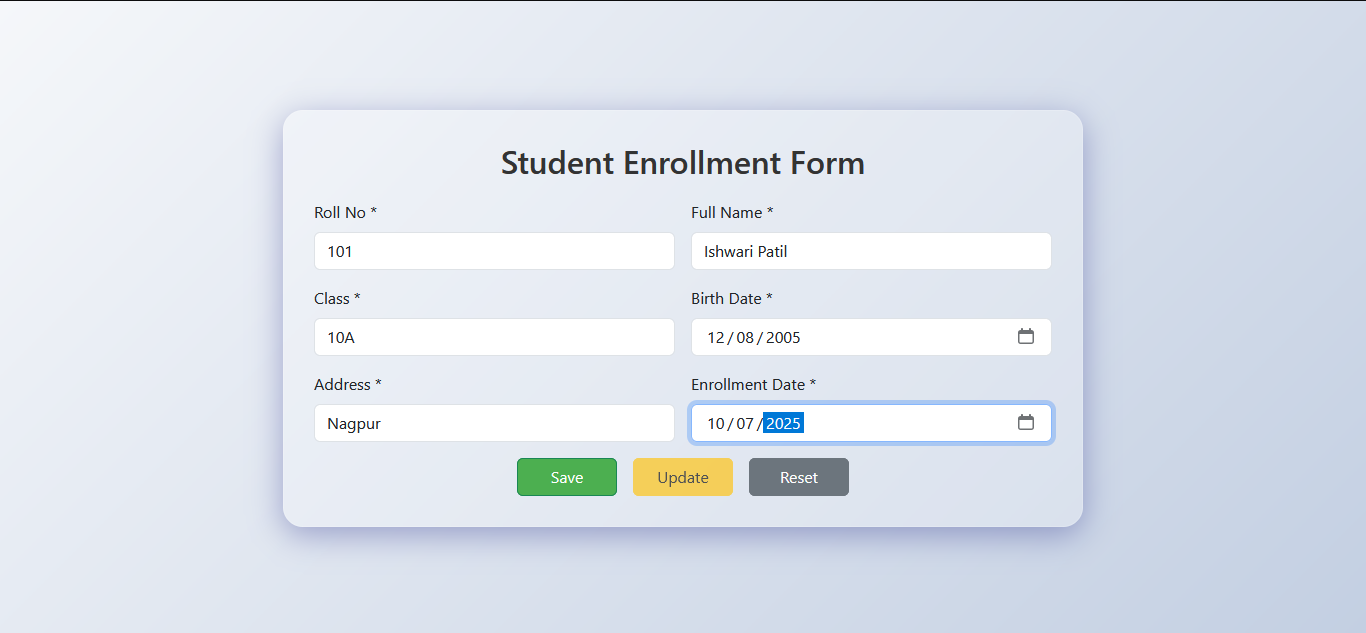 Student Enrollment Form
Roll No * Full Name *
101 Ishwari Patil
Class * Birth Date *
10A 12/08/2005
Address * Enrollment Date *
Nagpur 10/07/2025
Save Update Reset